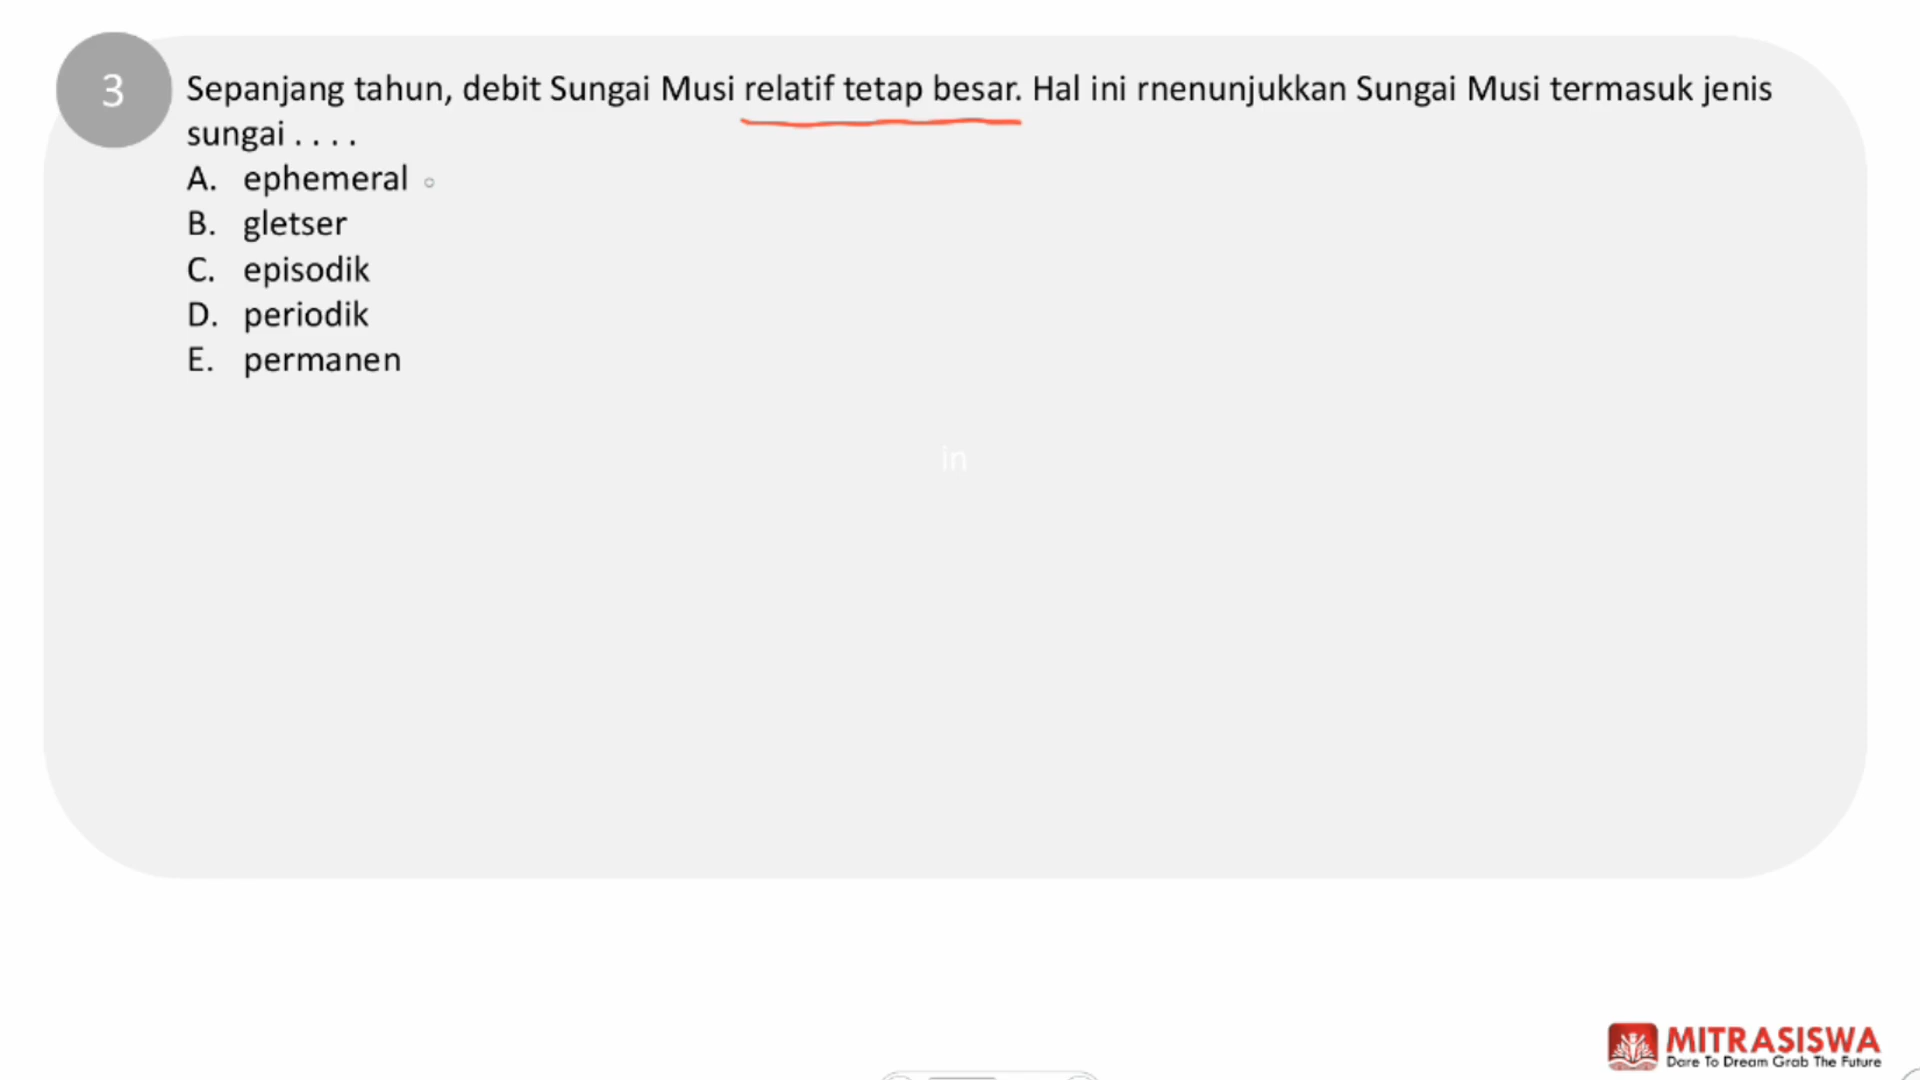 3
Sepanjang tahun, debit Sungai Musi relatif tetap besar. Hal ini rnenunjukkan Sungai Musi termasuk jenis
sungai . . . .
A. ephemeral
B. gletser
C. episodik
D. periodik
E. permanen
in
MITRASISWA
Dare To Dream Grab The Future